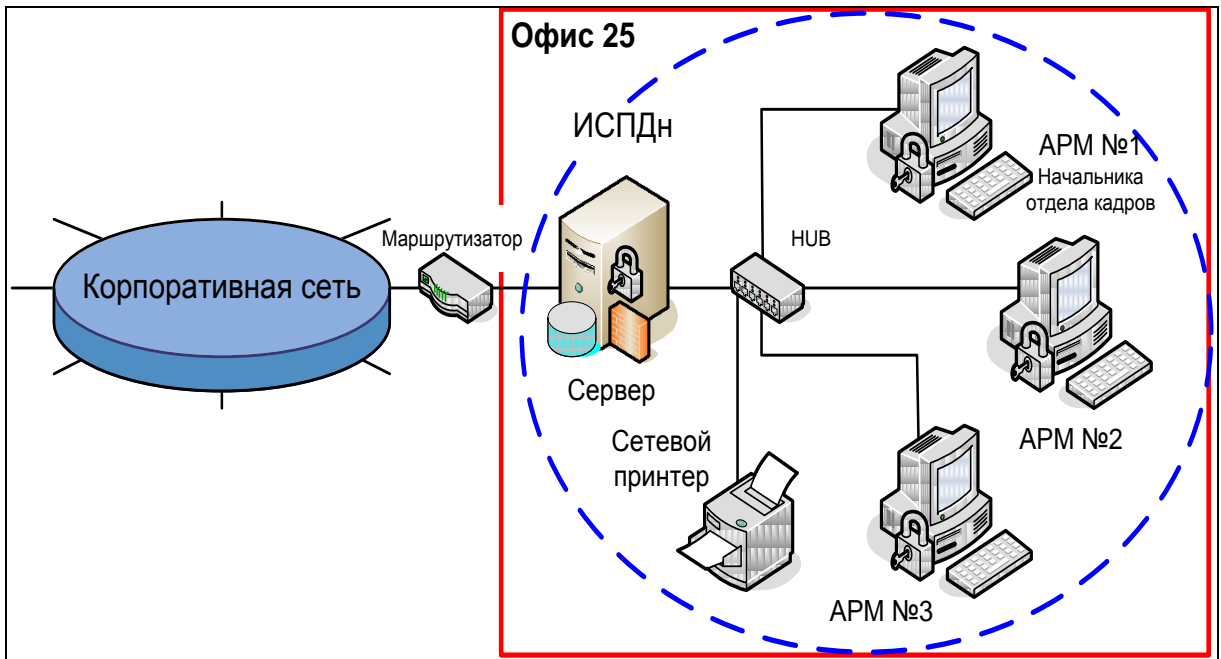 Офис 25
ИСПДн
АРМ №1
Начальника
отдела кадров
Маршрутизатор
HUB
Корпоративная сеть
Сервер
АРМ №2
Сетевой
принтер
АРМ №3